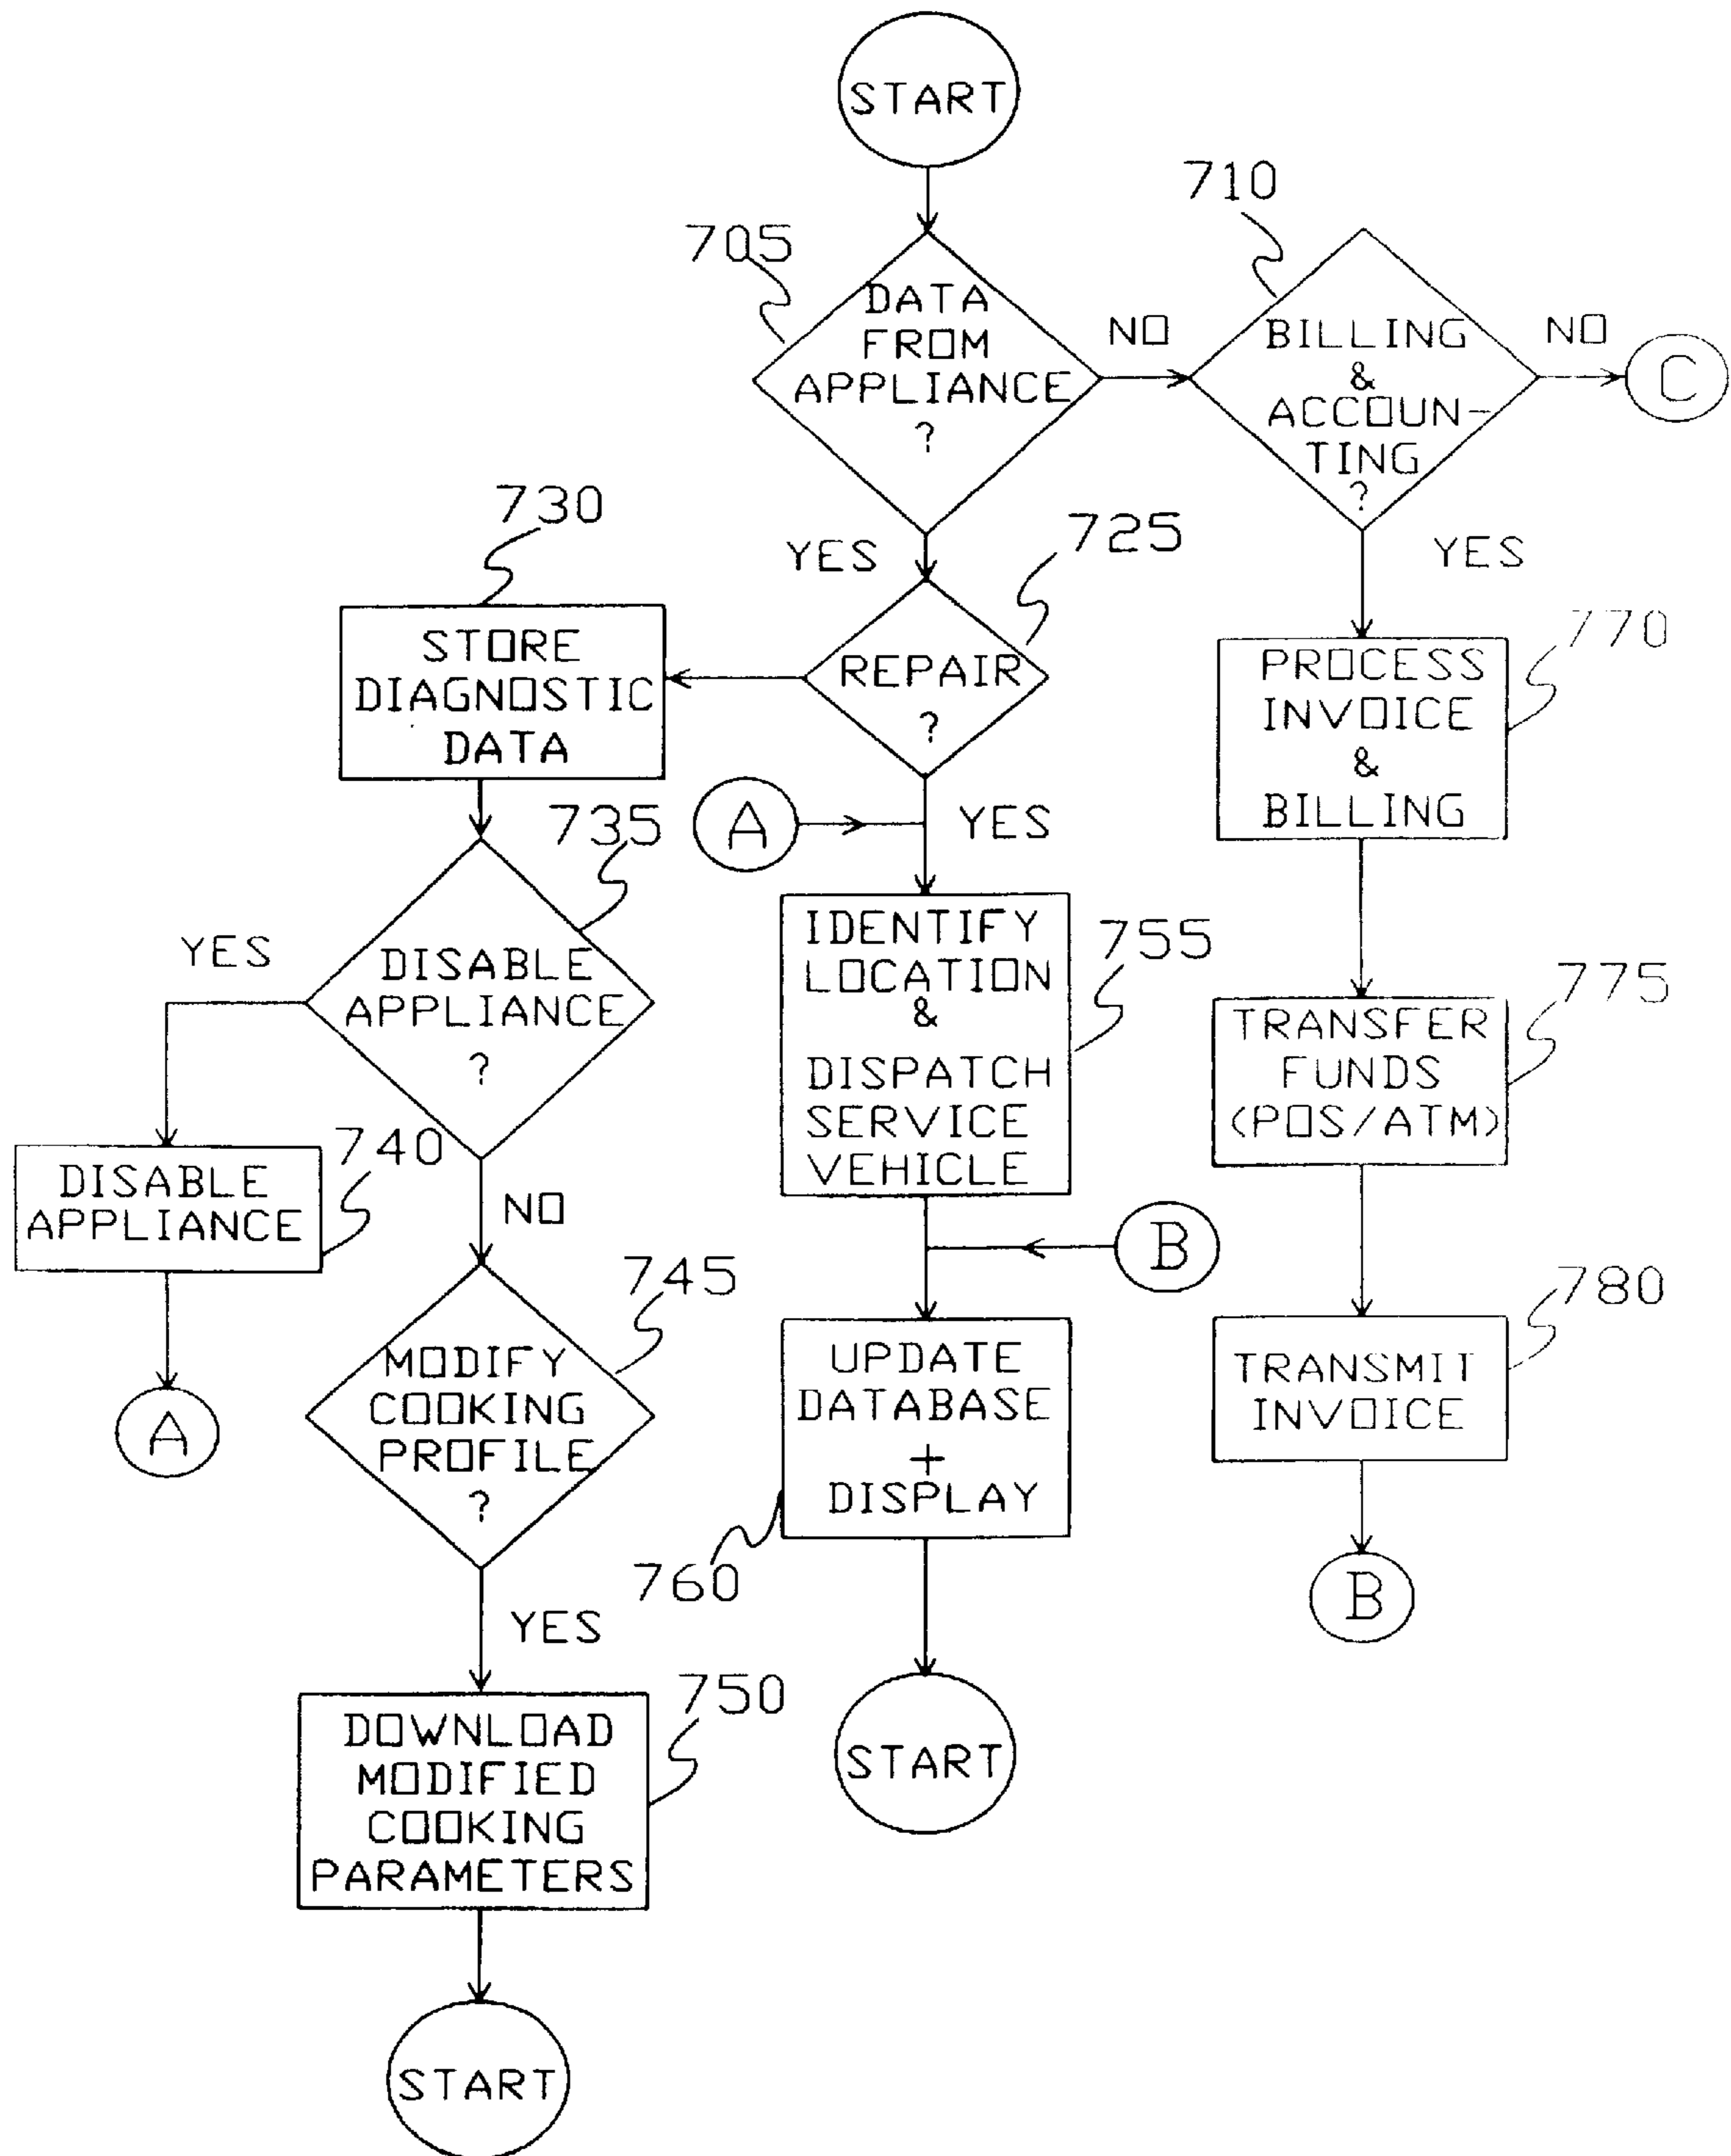 START
705
DATA
FROM
APPLIANCE
?
NO
710
BILLING
&
ACCOUN-
TING
?
NO
C
YES
725
REPAIR
?
YES
730
STORE
DIAGNOSTIC
DATA
735
DISABLE
APPLIANCE
?
YES
740
DISABLE
APPLIANCE
A
NO
745
MODIFY
COOKING
PROFILE
?
YES
750
DOWNLOAD
MODIFIED
COOKING
PARAMETERS
START
A
IDENTIFY
LOCATION
&
DISPATCH
SERVICE
VEHICLE
755
B
UPDATE
DATABASE
+
DISPLAY
760
START
YES
770
PROCESS
INVOICE
&
BILLING
775
TRANSFER
FUNDS
(POS/ATM)
780
TRANSMIT
INVOICE
B